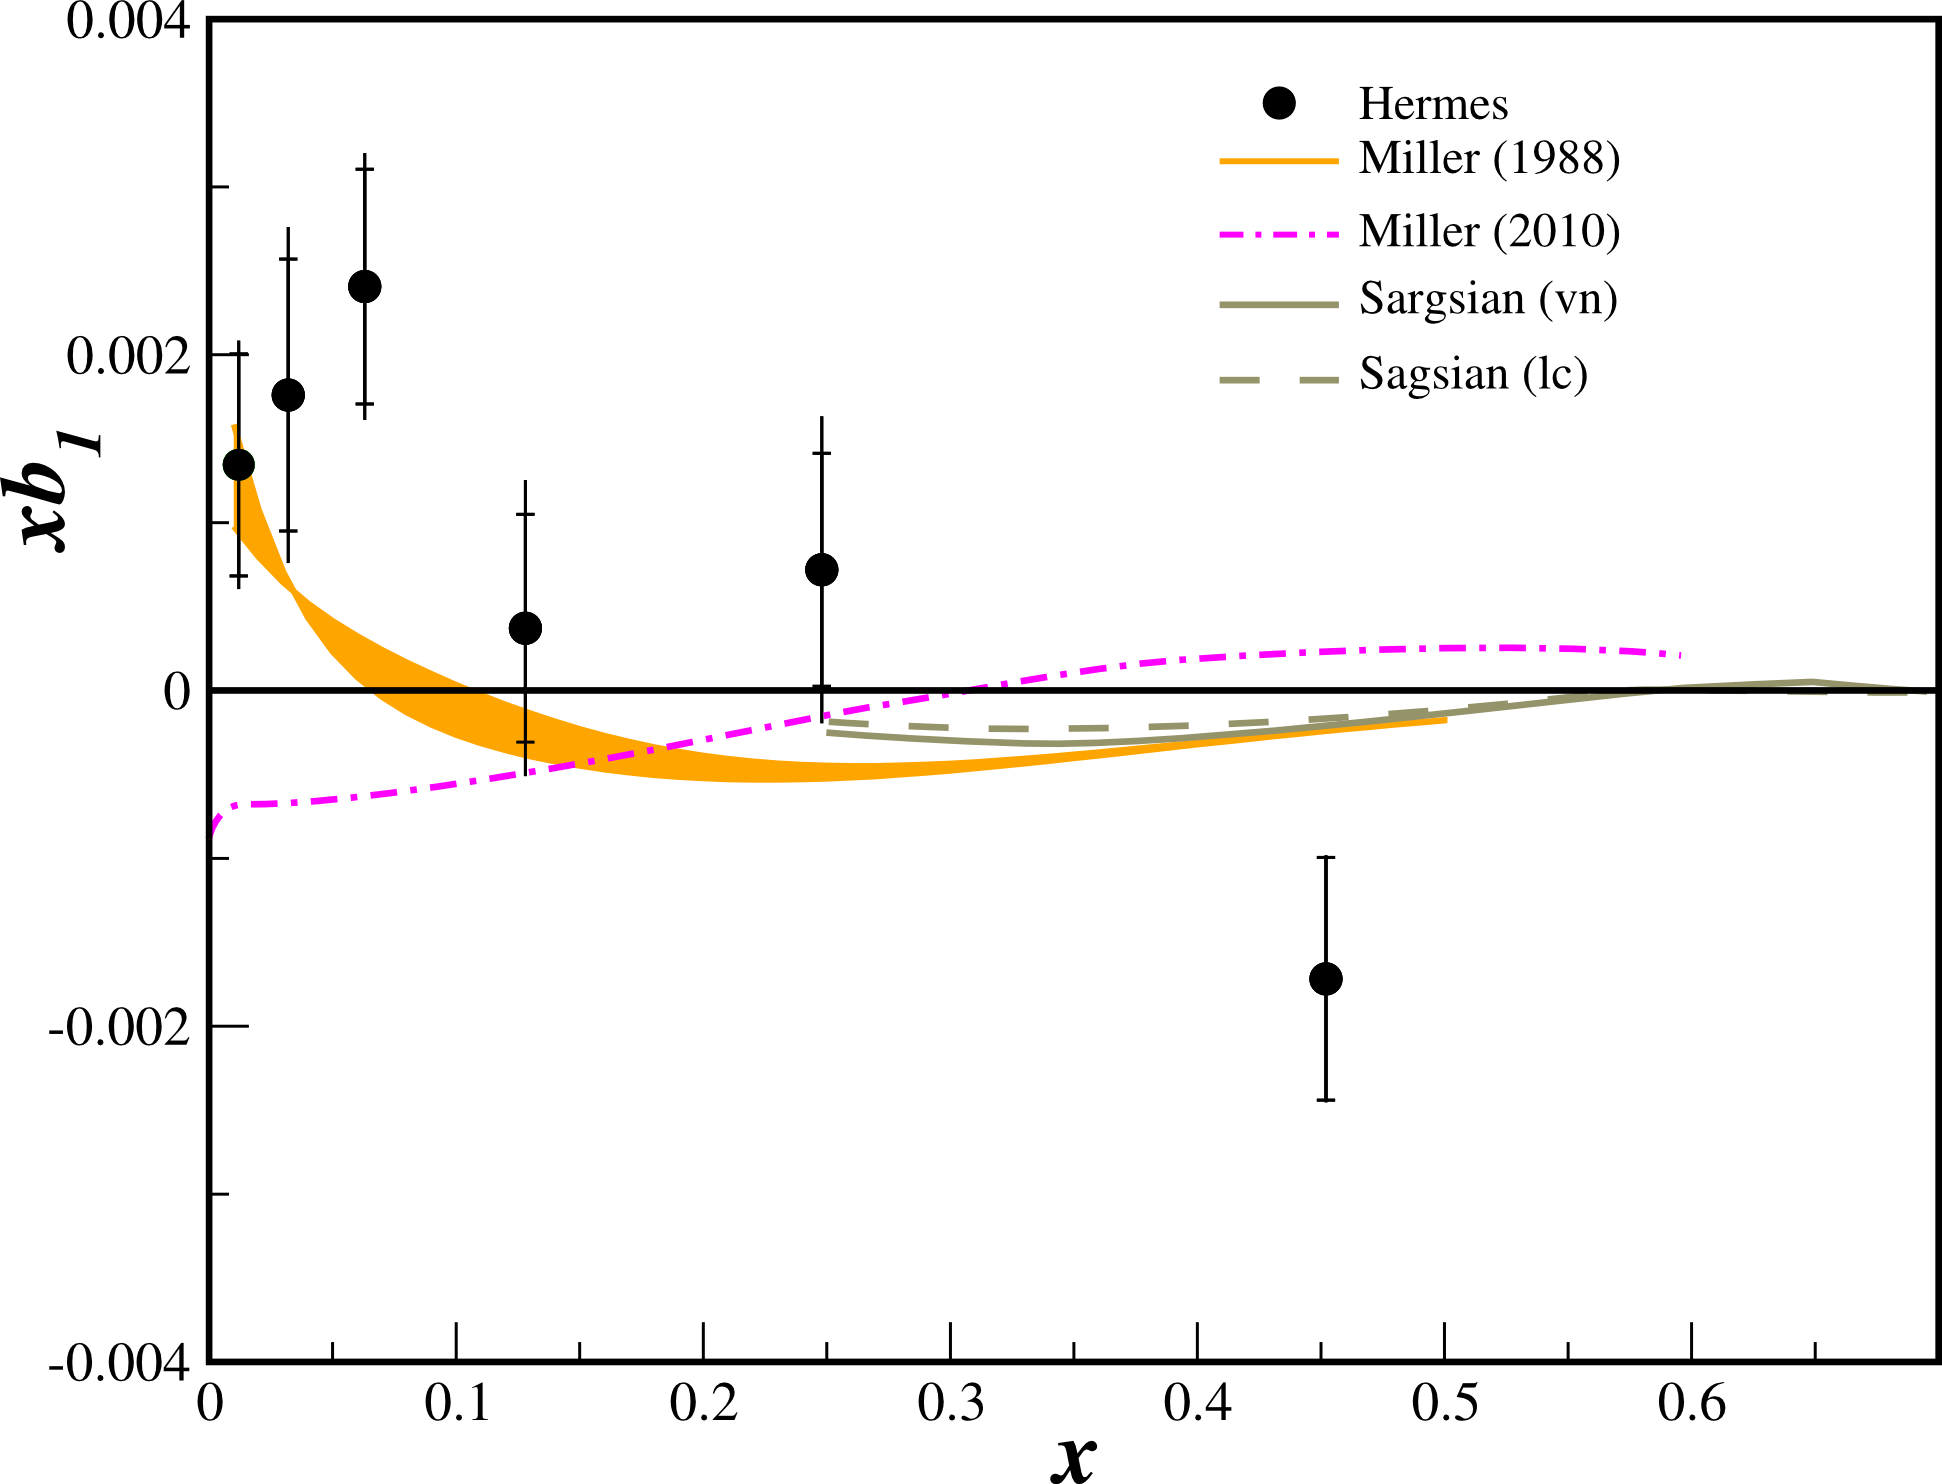 0.004
0.002
0
-0.002
-0.004
xb1
Hermes
Miller (1988)
Miller (2010)
Sargsian (vn)
Sagsian (lc)
0 0.1 0.2 0.3 0.4 0.5 0.6
x